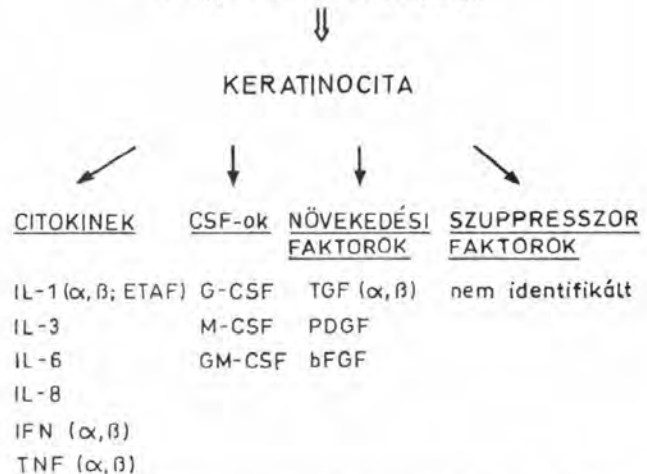 KERATINOCITA
CITOKINEK
IL-1 (α, β; ETAF)
IL-3
IL-6
IL-8
IFN (α, β)
TNF (α, β)
CSF-ok
G-CSF
M-CSF
GM-CSF
NÖVEKEDÉSI
FAKTOROK
TGF (α, β)
PDGF
bFGF
SZUPPRESSZOR
FAKTOROK
nem identifikált